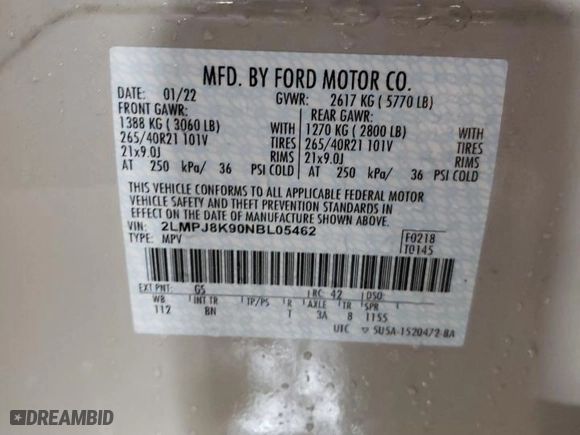 MFD. BY FORD MOTOR CO.
DATE: 01/22 GVWR: 2617 KG ( 5770 LB)
FRONT GAWR: REAR GAWR:
1388 KG ( 3060 LB) WITH 1270 KG ( 2800 LB) WITH
265/40R21 101V TIRES 265/40R21 101V TIRES
21x9.0J RIMS 21x9.0J RIMS
AT 250 kPa/ 36 PSI COLD AT 250 kPa/ 36 PSI COLD
THIS VEHICLE CONFORMS TO ALL APPLICABLE FEDERAL MOTOR
VEHICLE SAFETY AND THEFT PREVENTION STANDARDS IN
EFFECT ON THE DATE OF MANUFACTURE SHOWN ABOVE.
VIN: 2LMPJ8K90NBL05462
TYPE: MPV
F0218
T0145
EXT PNT: GS RC: 42 DSO:
WB INT TR TP/PS R AXLE TR SPR
112 BN T 3A 8 1155
UTC 5U5A-1520472-BA
DREAMBID